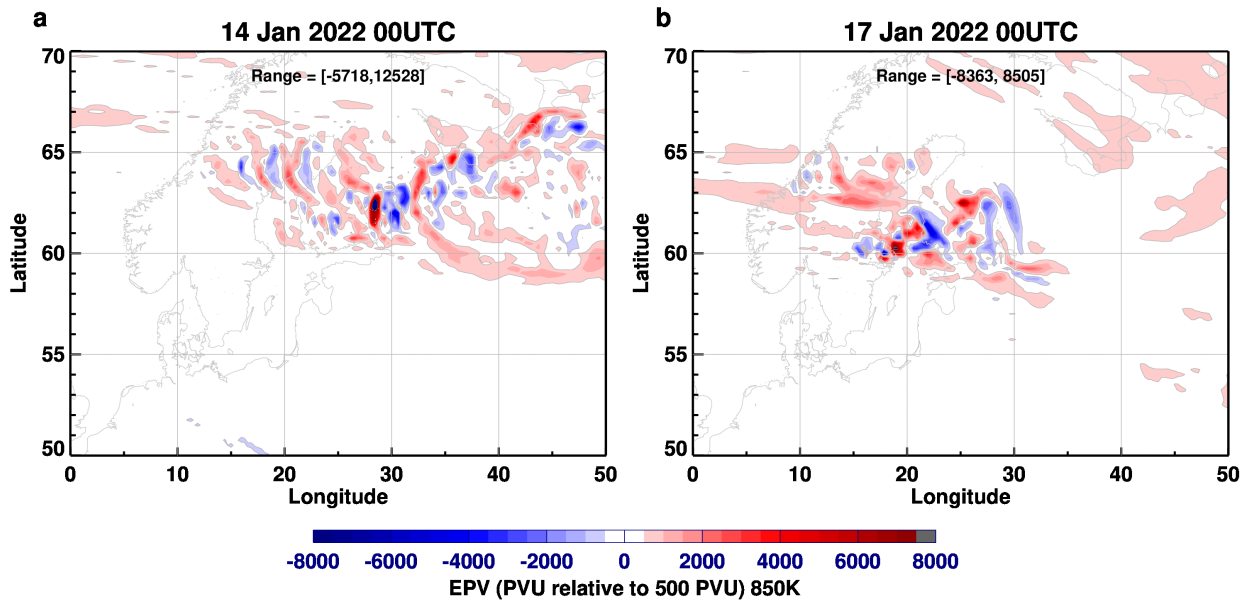 a
14 Jan 2022 00UTC
Range = [-5718,12528]
70
65
60
55
50
Latitude
0 10 20 30 40 50
Longitude
b
17 Jan 2022 00UTC
Range = [-8363, 8505]
70
65
60
55
50
Latitude
0 10 20 30 40 50
Longitude
-8000 -6000 -4000 -2000 0 2000 4000 6000 8000
EPV (PVU relative to 500 PVU) 850K